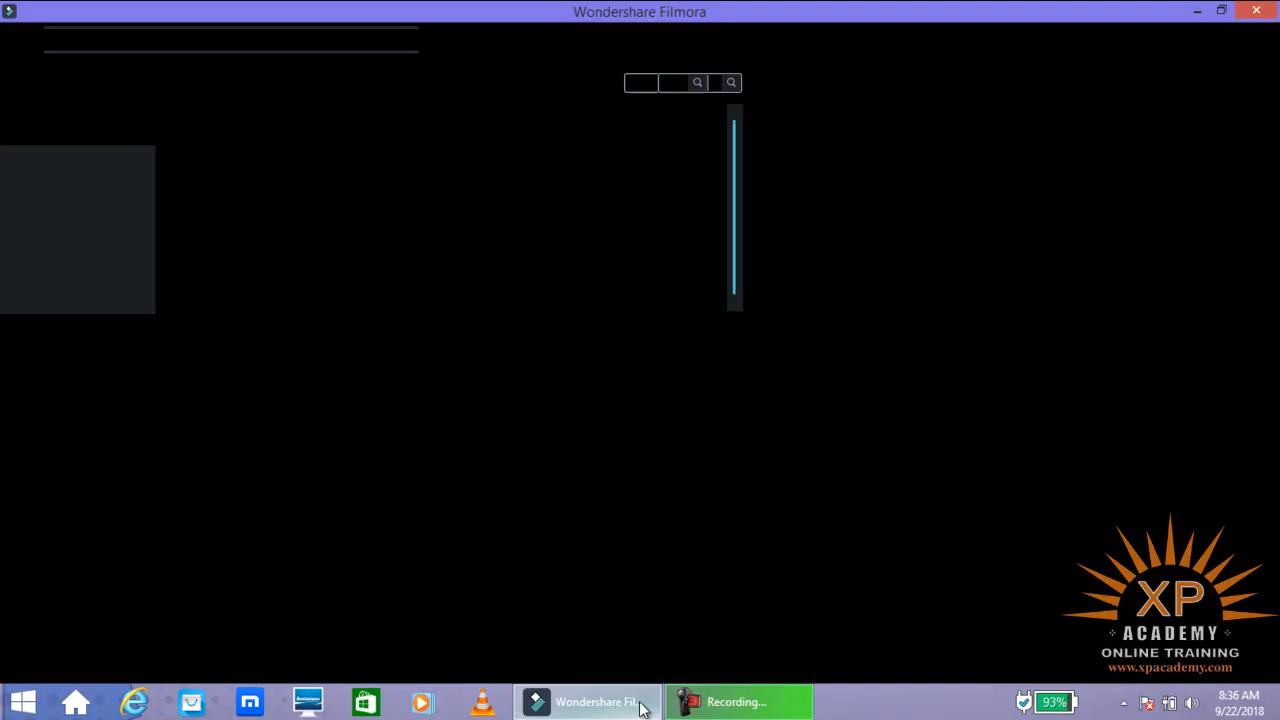 Wondershare Filmora
XP
ACADEMY
ONLINE TRAINING
www.xpacademy.com
Lenovo
Wondershare Fil...
Recording...
93%
8:36 AM
9/22/2018